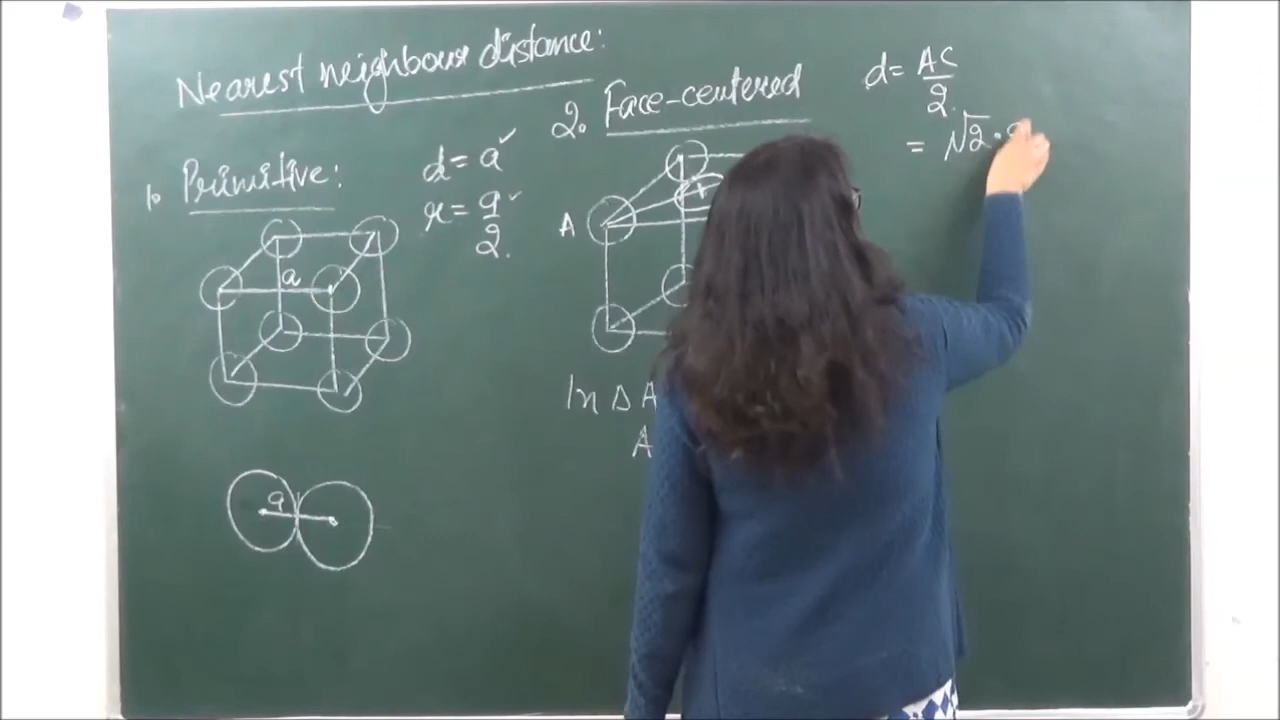 Nearest neighbour distance:
1. Primitive:
d = a ✓
r = a/2. ✓
a
a
2. Face-centered
A
In Δ A
A
d = AC/2.
= √2 ·